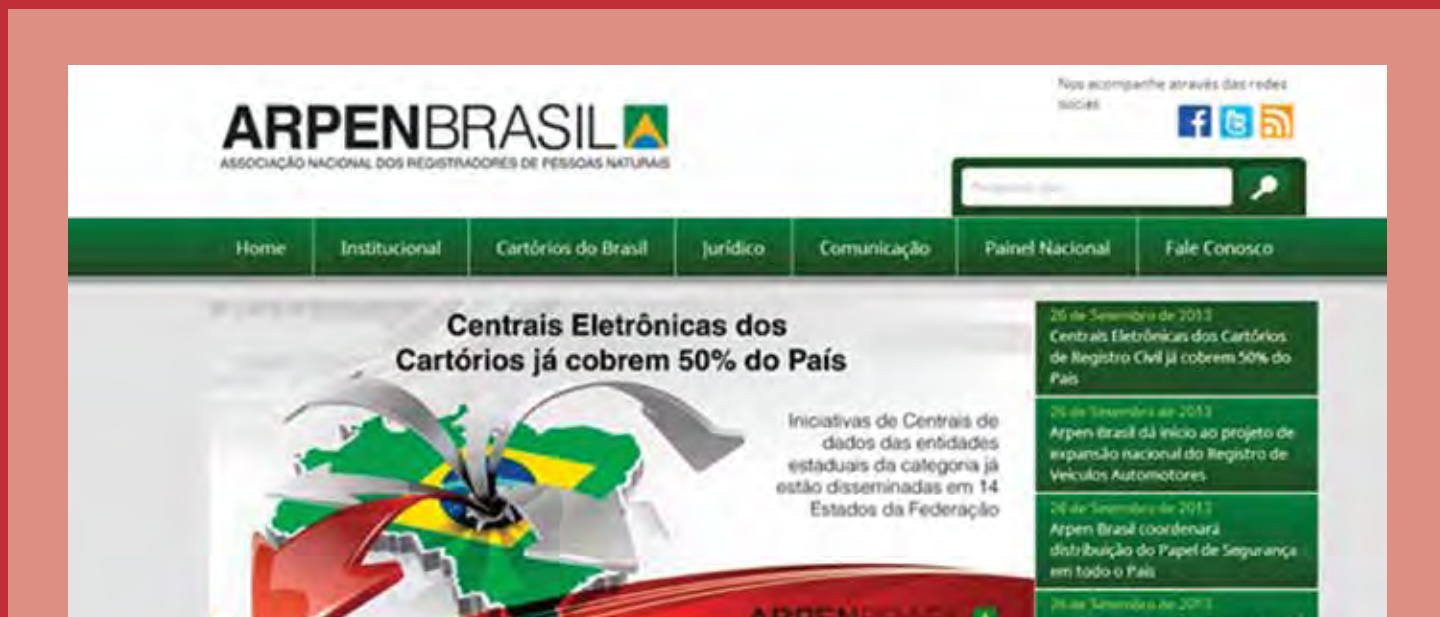 Nos acompanhe através das redes
sociais
ARPENBRASIL
ASSOCIAÇÃO NACIONAL DOS REGISTRADORES DE PESSOAS NATURAIS
Home Institucional Cartórios do Brasil Jurídico Comunicação Painel Nacional Fale Conosco
Centrais Eletrônicas dos
Cartórios já cobrem 50% do País
Iniciativas de Centrais de
dados das entidades
estaduais da categoria já
estão disseminadas em 14
Estados da Federação
ARPENBRASIL
26 de Setembro de 2013
Centrais Eletrônicas dos Cartórios
de Registro Civil já cobrem 50% do
País
26 de Setembro de 2013
Arpen Brasil dá início ao projeto de
expansão nacional do Registro de
Veículos Automotores
26 de Setembro de 2013
Arpen Brasil coordenará
distribuição do Papel de Segurança
em todo o País
26 de Setembro de 2013